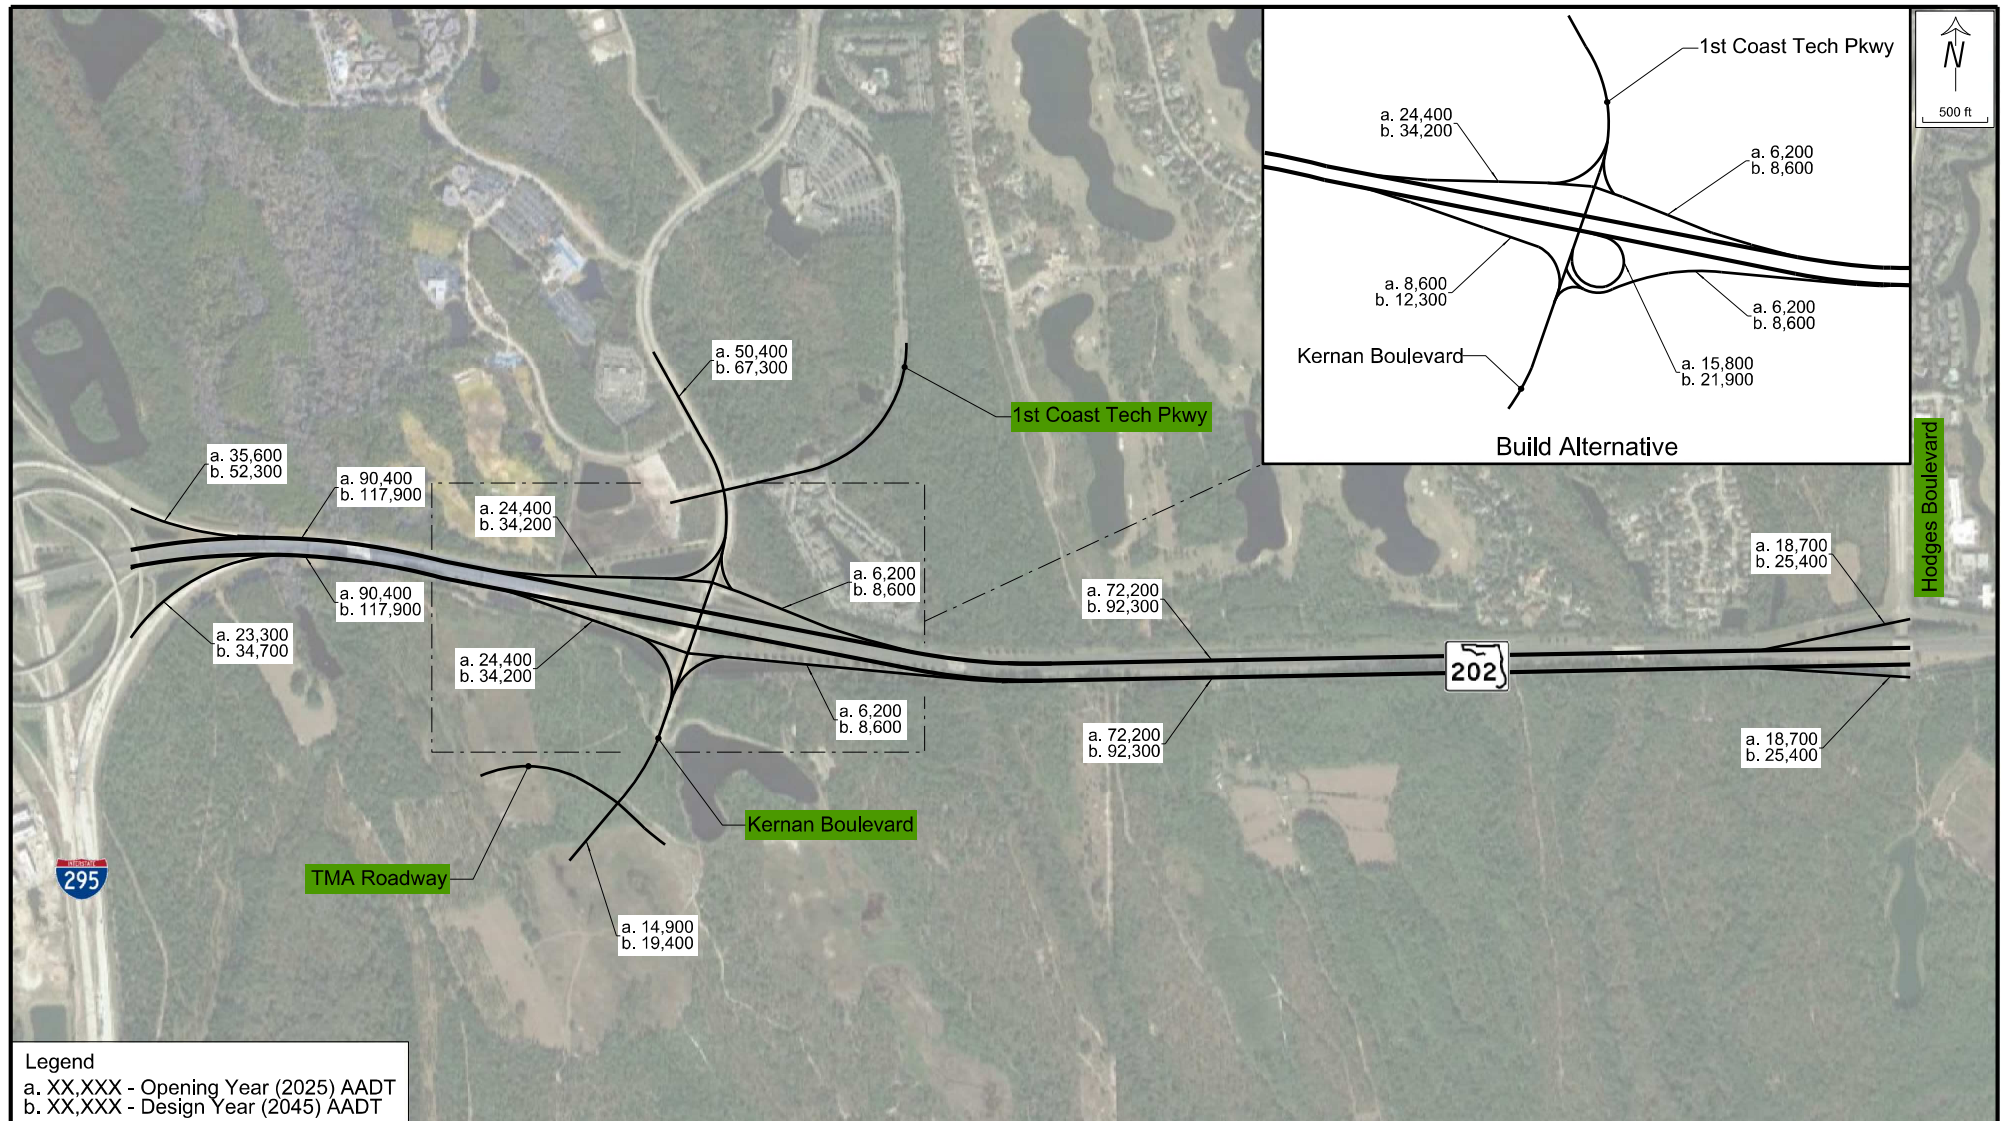 1st Coast Tech Pkwy
N
500 ft
a. 24,400
b. 34,200
a. 6,200
b. 8,600
a. 8,600
b. 12,300
a. 6,200
b. 8,600
Kernan Boulevard
a. 15,800
b. 21,900
Build Alternative
a. 50,400
b. 67,300
1st Coast Tech Pkwy
Hodges Boulevard
a. 35,600
b. 52,300
a. 90,400
b. 117,900
a. 24,400
b. 34,200
a. 18,700
b. 25,400
a. 6,200
b. 8,600
a. 72,200
b. 92,300
a. 90,400
b. 117,900
a. 23,300
b. 34,700
a. 24,400
b. 34,200
202
a. 6,200
b. 8,600
a. 72,200
b. 92,300
a. 18,700
b. 25,400
Kernan Boulevard
TMA Roadway
INTERSTATE
295
a. 14,900
b. 19,400
Legend
a. XX,XXX - Opening Year (2025) AADT
b. XX,XXX - Design Year (2045) AADT